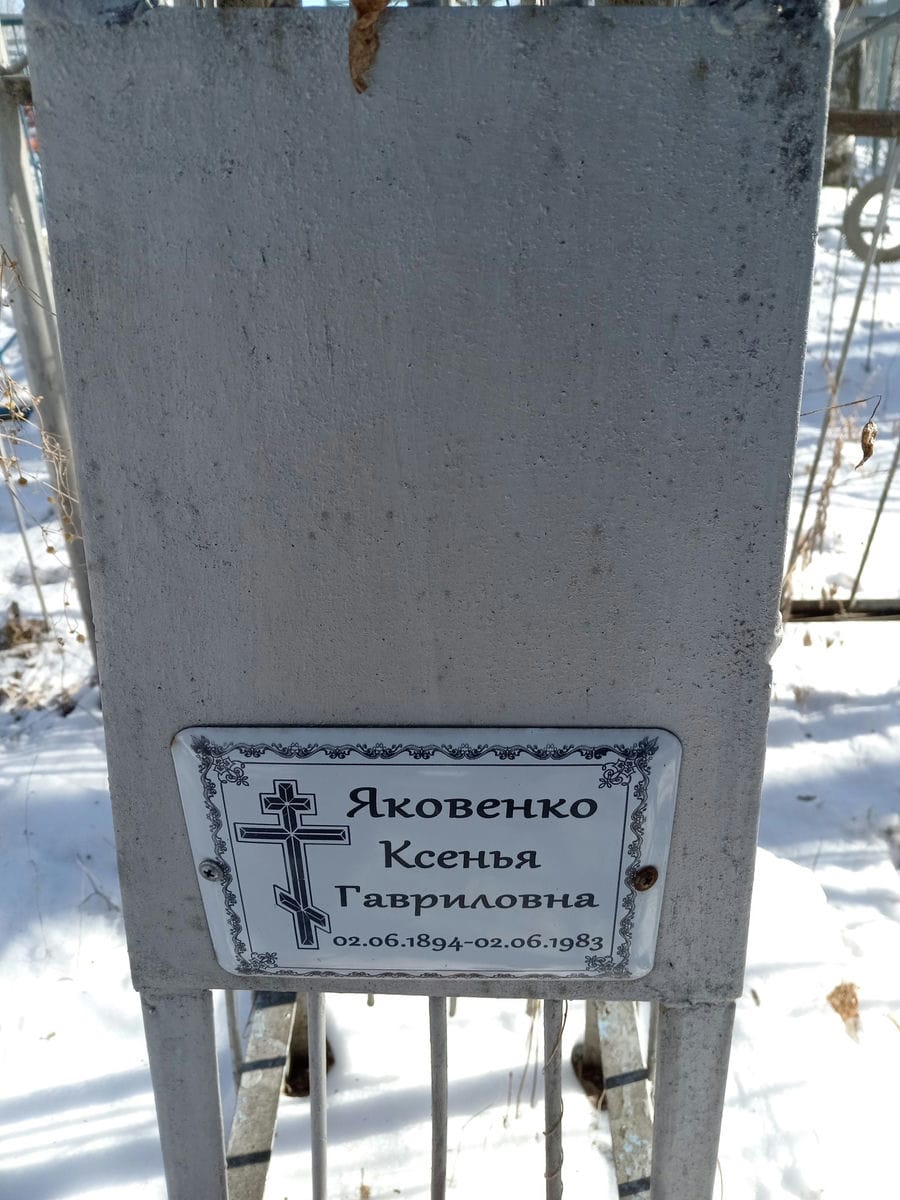 Яковенко
Ксенья
Гавриловна
02.06.1894-02.06.1983